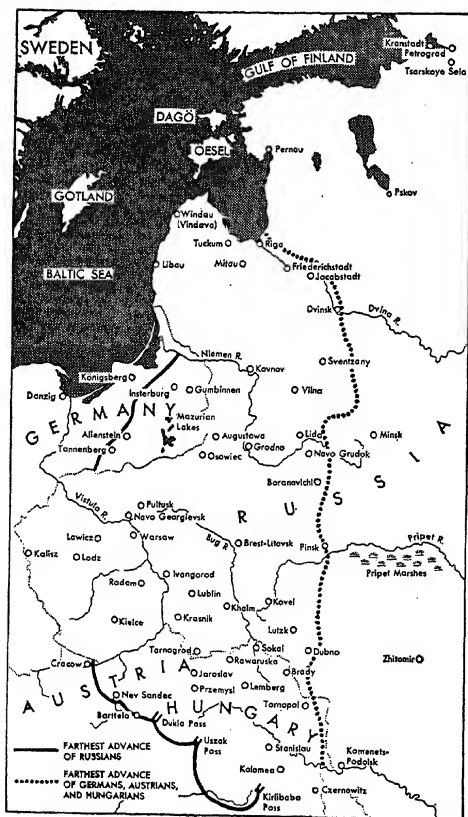 SWEDEN
GULF OF FINLAND
Kronstadt
Petrograd
Tsarskoye Selo
DAGÖ
OESEL
Pernau
Pskov
GOTLAND
Windau
(Vindava)
Tuckum
Riga
Friederichstadt
BALTIC SEA
Libau
Mitau
Jacobstadt
Dvinsk
Dvina R.
Niemen R.
Sventzany
Kovnov
Königsberg
Danzig
Insterburg
Gumbinnen
Vilna
GERMANY
Mazurian
Lakes
Allenstein
Augustowa
Lida
Minsk
Tannenberg
Osowiec
Grodno
Novo Grudok
Boranovichi
RUSSIA
Vistula R.
Pultusk
Novo Georgievsk
Lowicz
Warsaw
Bug R
Brest-Litovsk
Pinsk
Pripet R.
Kalisz
Lodz
Pripet Marshes
Ivangorod
Radom
Lublin
Kovel
Kholm
Kielce
Krasnik
Lutzk
Tarnogrod
Sokal
Dubno
Cracow
Rawaruska
Zhitomir
AUSTRIA
Jaroslav
Brody
Nev Sandec
Przemysl
Lemberg
HUNGARY
Tarnopol
Bartfela
Dukla Pass
Uszok
Pass
Stanislau
Kamenets-
Podolsk
Kolomea
Kirlibaba
Pass
Czernowitz
FARTHEST ADVANCE
OF RUSSIANS
FARTHEST ADVANCE
OF GERMANS, AUSTRIANS,
AND HUNGARIANS